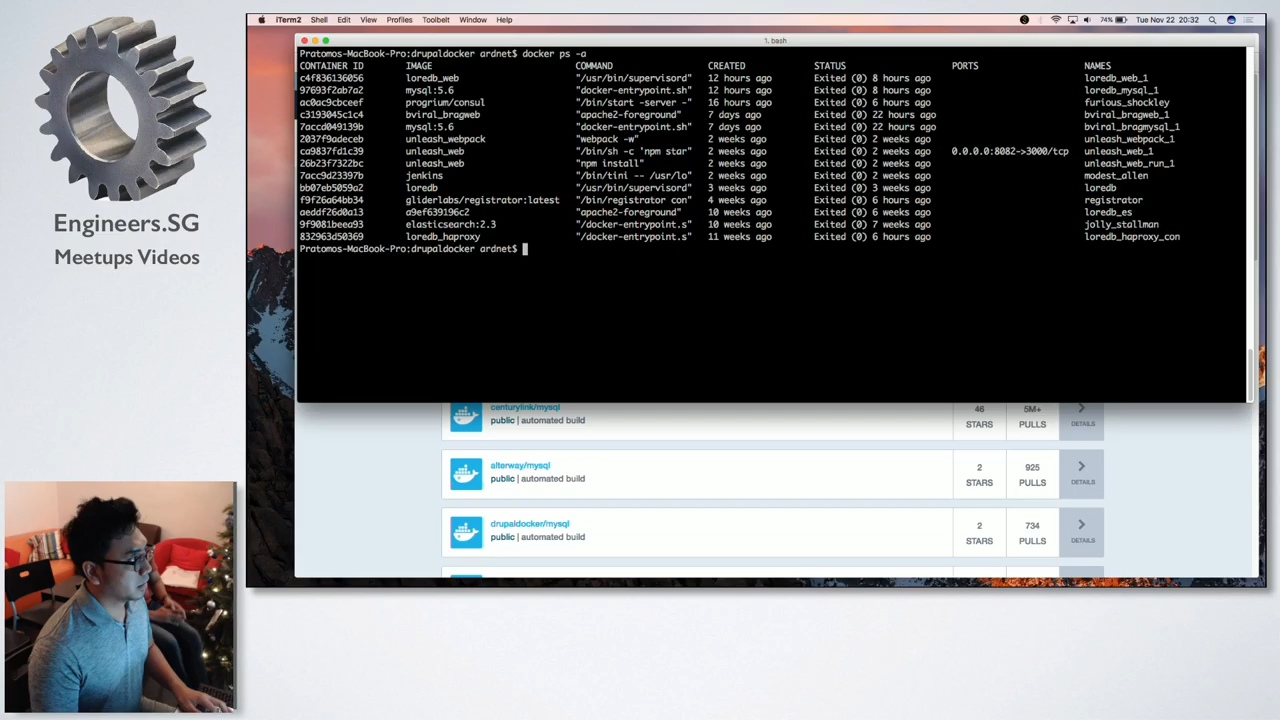 Engineers.SG
Meetups Videos
iTerm2 Shell Edit View Profiles Toolbelt Window Help 74% Tue Nov 22 20:32
1. bash
Pratomos-MacBook-Pro:drupaldocker ardnet$ docker ps -a
CONTAINER ID IMAGE COMMAND CREATED STATUS PORTS NAMES
c4f836136056 loredb_web "/usr/bin/supervisord" 12 hours ago Exited (0) 8 hours ago loredb_web_1
97693f2ab7a2 mysql:5.6 "docker-entrypoint.sh" 12 hours ago Exited (0) 8 hours ago loredb_mysql_1
ac0ac9cbceef progrium/consul "/bin/start -server -" 16 hours ago Exited (0) 6 hours ago furious_shockley
c3193045c1c4 bviral_bragweb "apache2-foreground" 7 days ago Exited (0) 22 hours ago bviral_bragweb_1
7accd049139b mysql:5.6 "docker-entrypoint.sh" 7 days ago Exited (0) 22 hours ago bviral_bragmysql_1
2037f9adeceb unleash_webpack "webpack -w" 2 weeks ago Exited (0) 2 weeks ago unleash_webpack_1
ca9837fd1c39 unleash_web "/bin/sh -c 'npm star" 2 weeks ago Exited (0) 2 weeks ago 0.0.0.0:8082->3000/tcp unleash_web_1
26b23f7322bc unleash_web "npm install" 2 weeks ago Exited (0) 2 weeks ago unleash_web_run_1
7acc9d23397b jenkins "/bin/tini -- /usr/lo" 2 weeks ago Exited (0) 2 weeks ago modest_allen
bb07eb5059a2 loredb "/usr/bin/supervisord" 3 weeks ago Exited (0) 3 weeks ago loredb
f9f26a64bb34 gliderlabs/registrator:latest "/bin/registrator con" 4 weeks ago Exited (0) 6 hours ago registrator
aeddf26d0a13 a9ef639196c2 "apache2-foreground" 10 weeks ago Exited (0) 6 weeks ago loredb_es
9f9081beea93 elasticsearch:2.3 "/docker-entrypoint.s" 10 weeks ago Exited (0) 7 weeks ago jolly_stallman
832963d50369 loredb_haproxy "/docker-entrypoint.s" 11 weeks ago Exited (0) 6 hours ago loredb_haproxy_con
Pratomos-MacBook-Pro:drupaldocker ardnet$
centurylink/mysql 46 5M+
public | automated build STARS PULLS DETAILS
alterway/mysql 2 925
public | automated build STARS PULLS DETAILS
drupaldocker/mysql 2 734
public | automated build STARS PULLS DETAILS